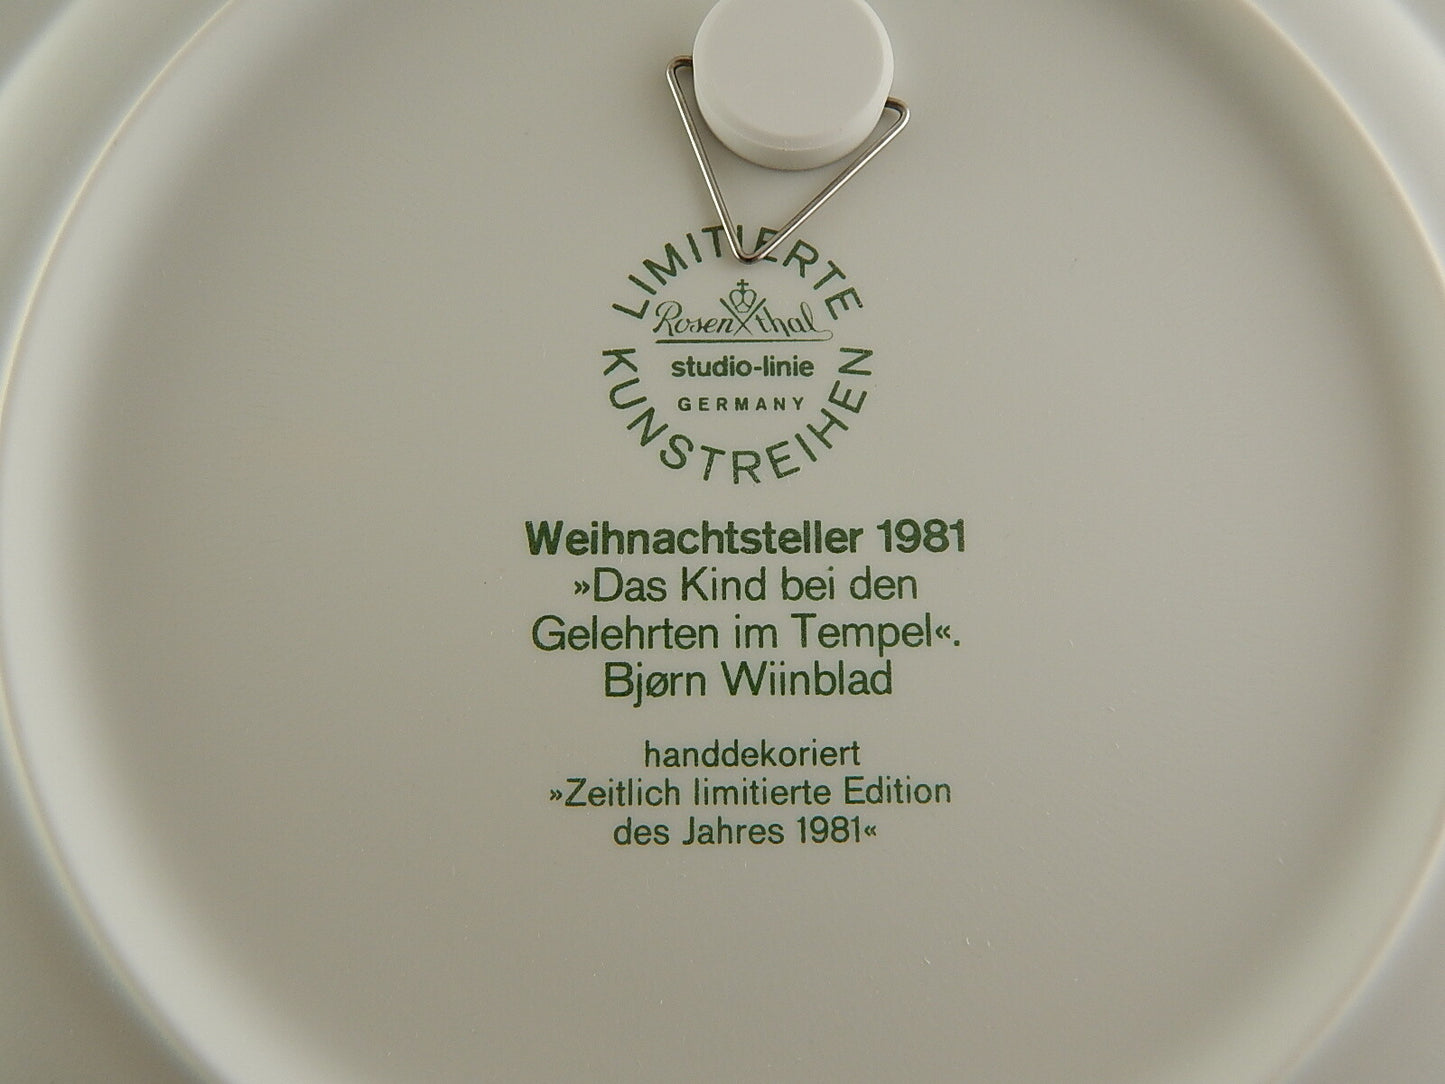 LIMITIERTE
Rosenthal
studio-linie
GERMANY
KUNSTREIHEN
Weihnachtsteller 1981
»Das Kind bei den
Gelehrten im Tempel«.
Bjørn Wiinblad
handdekoriert
»Zeitlich limitierte Edition
des Jahres 1981«